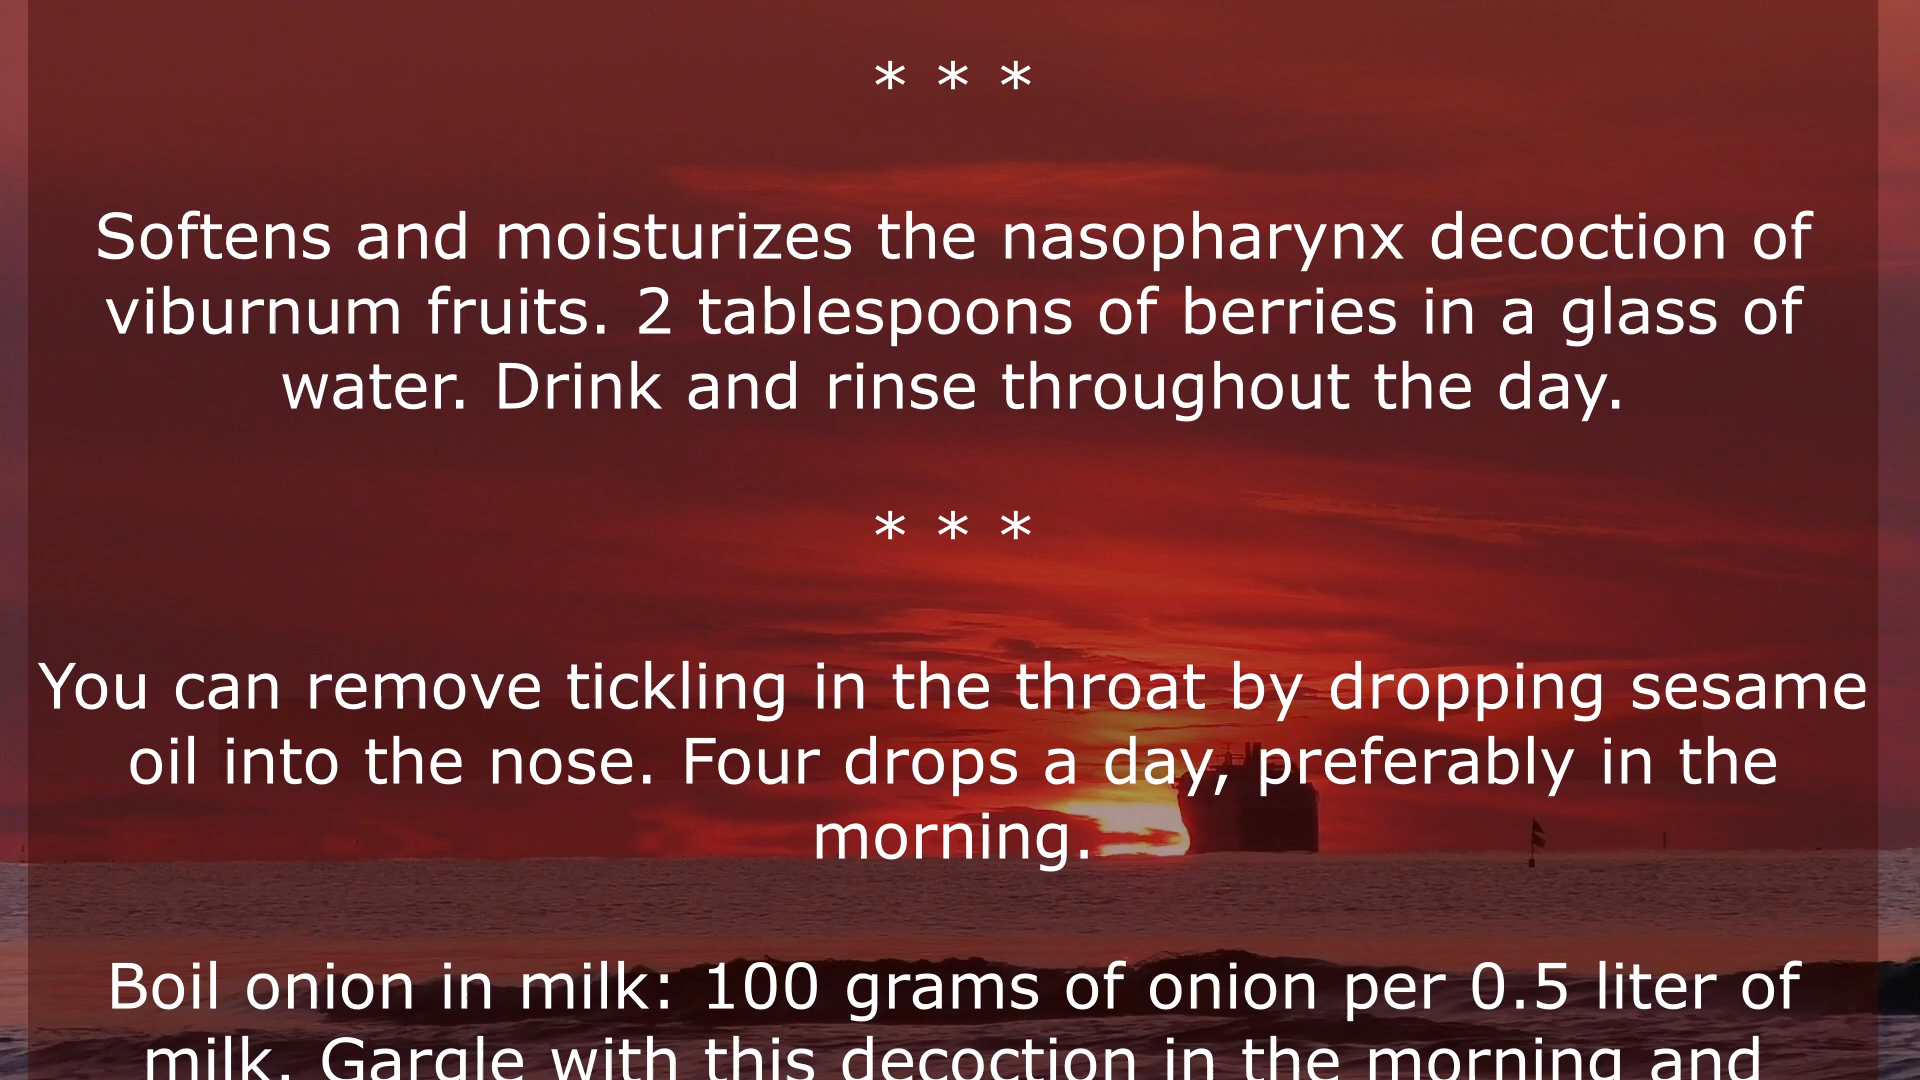 * * *
Softens and moisturizes the nasopharynx decoction of
viburnum fruits. 2 tablespoons of berries in a glass of
water. Drink and rinse throughout the day.
* * *
You can remove tickling in the throat by dropping sesame
oil into the nose. Four drops a day, preferably in the
morning.
Boil onion in milk: 100 grams of onion per 0.5 liter of
milk. Gargle with this decoction in the morning and